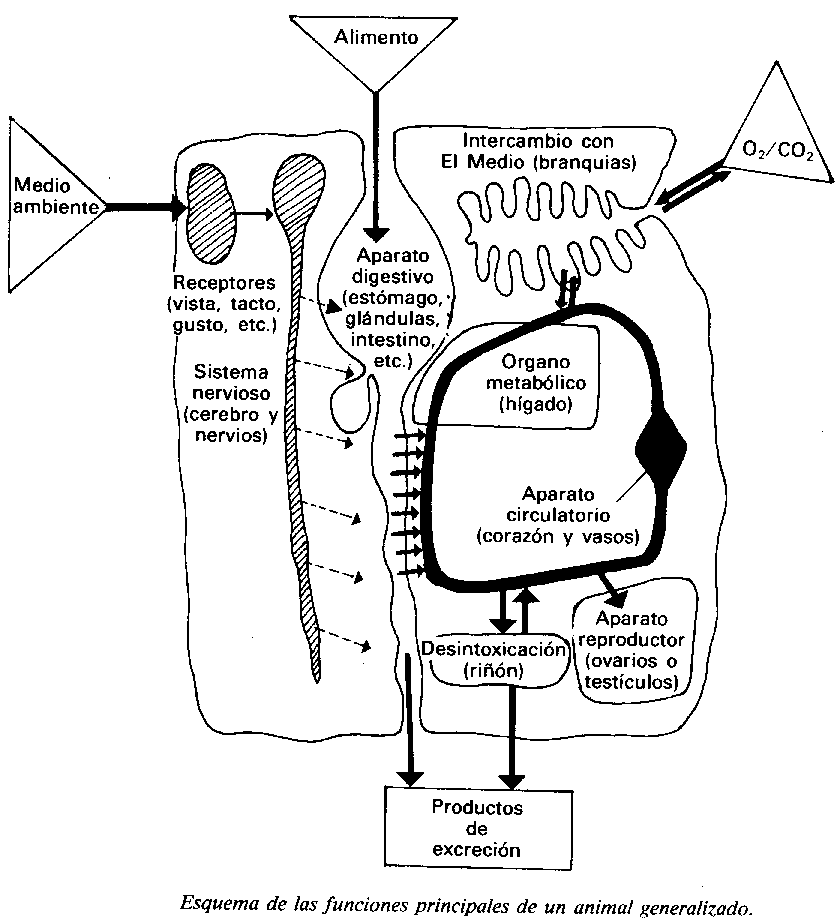 Alimento
Medio
ambiente
Intercambio con
El Medio (branquias)
O₂/CO₂
Receptores
(vista, tacto,
gusto, etc.)
Aparato
digestivo
(estómago,
glándulas,
intestino,
etc.)
Sistema
nervioso
(cerebro y
nervios)
Organo
metabólico
(hígado)
Aparato
circulatorio
(corazón y vasos)
Desintoxicación
(riñón)
Aparato
reproductor
(ovarios o
testículos)
Productos
de
excreción
Esquema de las funciones principales de un animal generalizado.